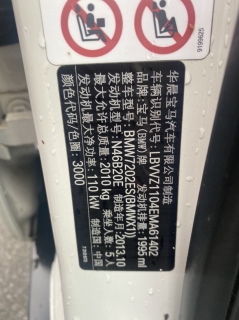 华晨宝马汽车有限公司制造
车辆识别代号:LBVVZ1104EMA61402
品牌:宝马(BMW)牌 发动机排量:1995ml
整车型号:BMW7202ES(BMWX1)
发动机型号:N46B20E 制造年月:2013.10
最大允许总质量:2010kg 乘坐人数:5人
发动机最大净功率:110kW 制造国:中国
颜色代码/色圈:3000